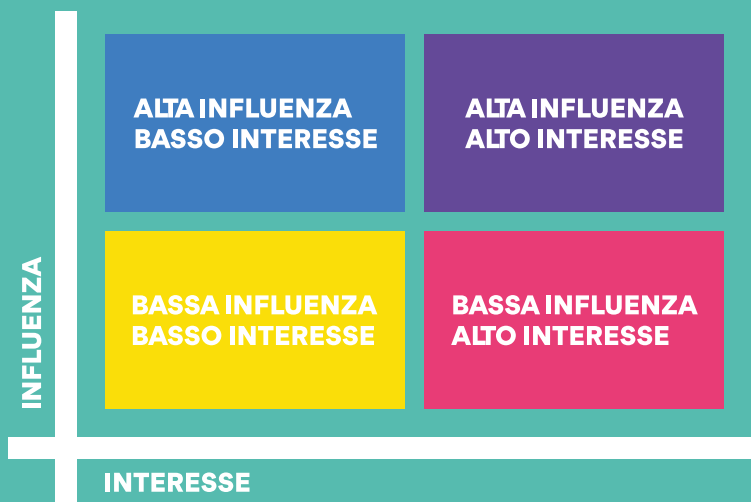 ALTA INFLUENZA
BASSO INTERESSE
ALTA INFLUENZA
ALTO INTERESSE
BASSA INFLUENZA
BASSO INTERESSE
BASSA INFLUENZA
ALTO INTERESSE
INFLUENZA
INTERESSE